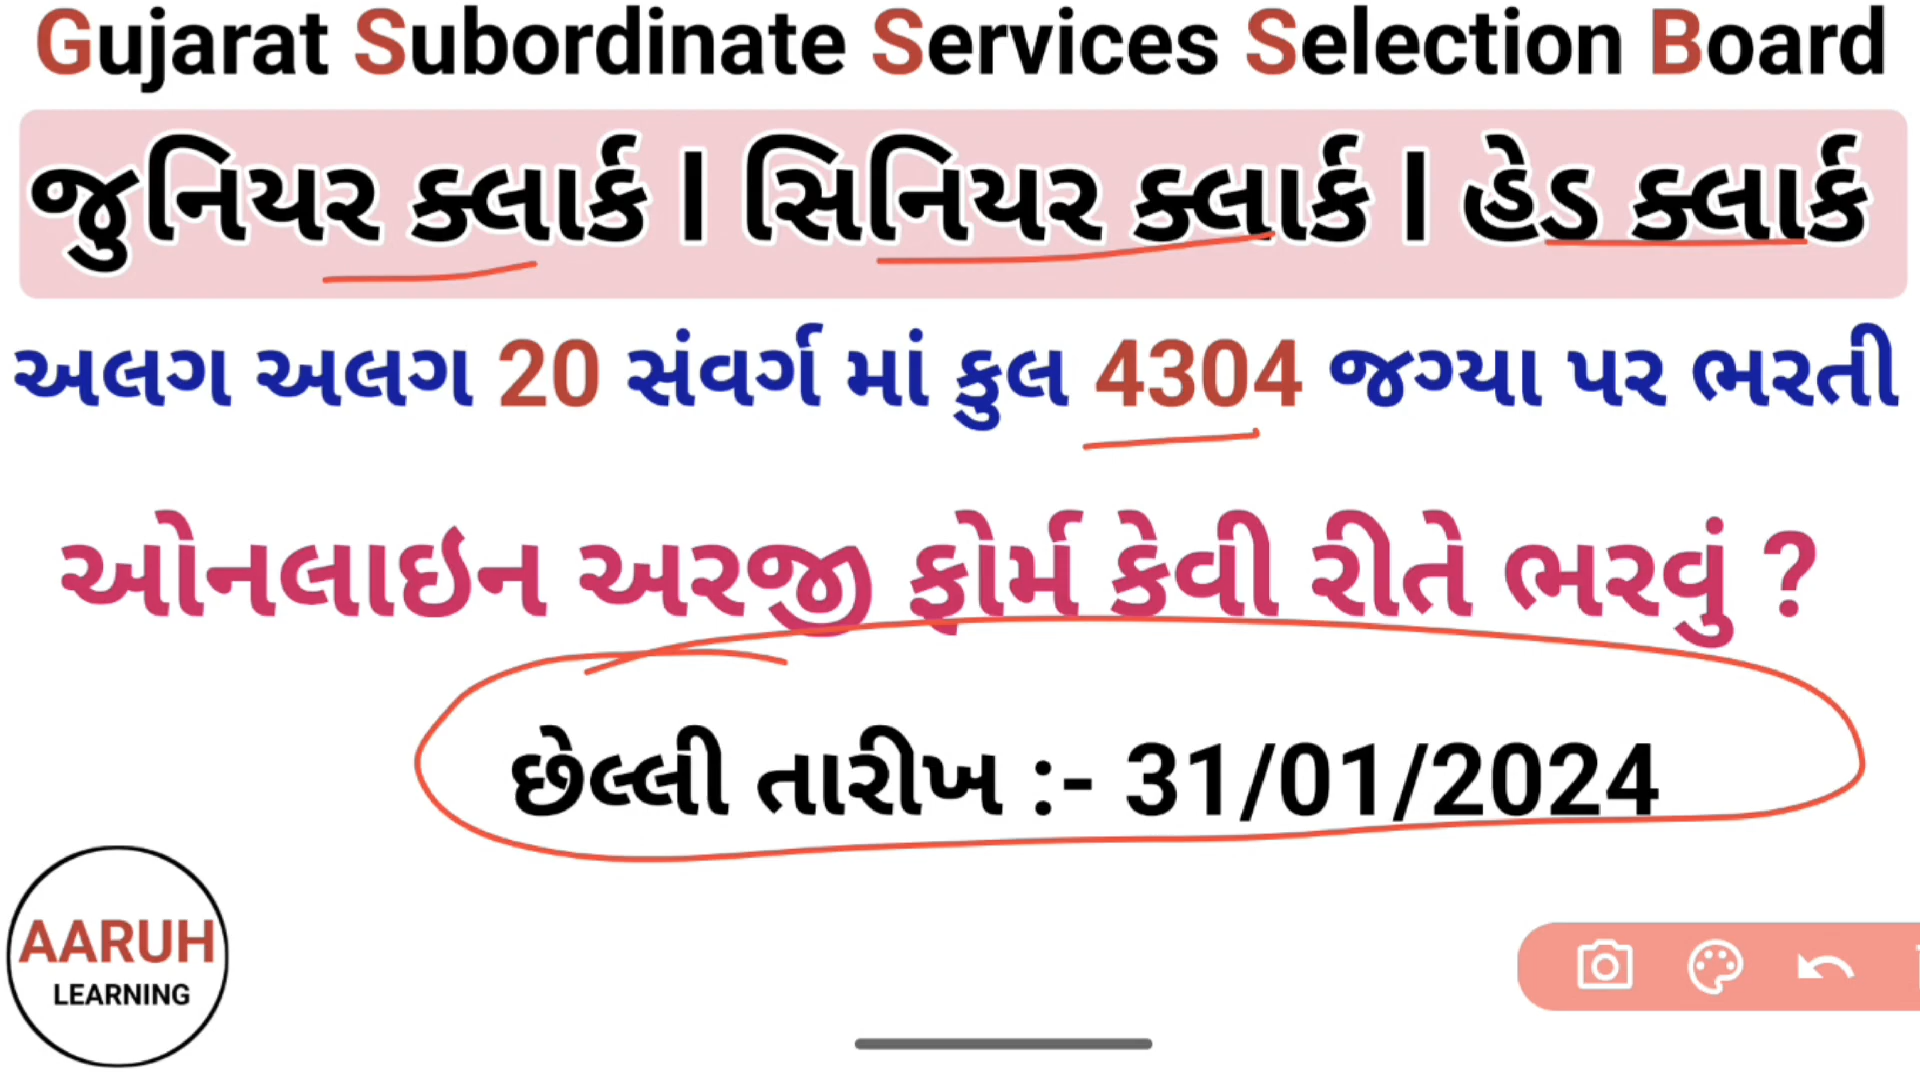 Gujarat Subordinate Services Selection Board
જુનિયર ક્લાર્ક | સિનિયર ક્લાર્ક | હેડ ક્લાર્ક
અલગ અલગ 20 સંવર્ગ માં કુલ 4304 જગ્યા પર ભરતી
ઓનલાઇન અરજી ફોર્મ કેવી રીતે ભરવું ?
છેલ્લી તારીખ :- 31/01/2024
AARUH
LEARNING